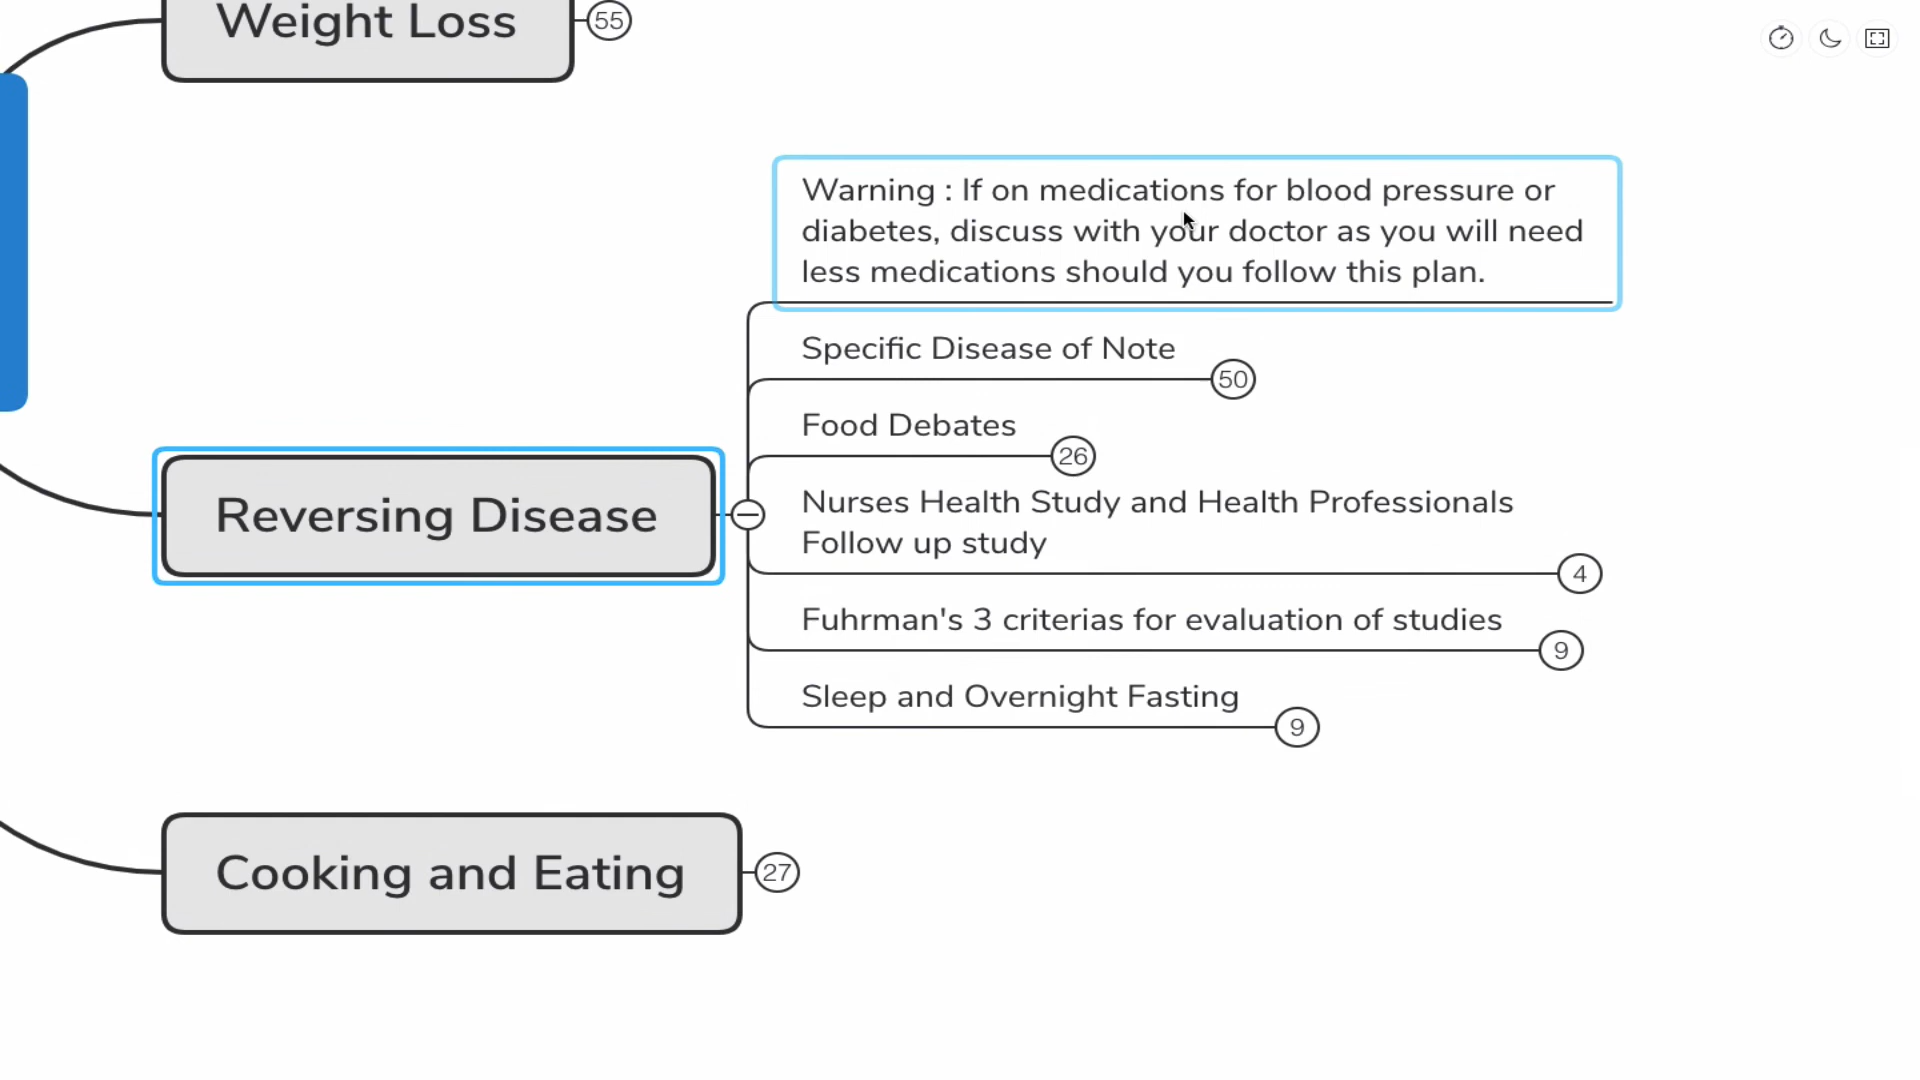 Weight Loss
55
Warning : If on medications for blood pressure or
diabetes, discuss with your doctor as you will need
less medications should you follow this plan.
Specific Disease of Note
50
Food Debates
26
Reversing Disease
Nurses Health Study and Health Professionals
Follow up study
4
Fuhrman's 3 criterias for evaluation of studies
9
Sleep and Overnight Fasting
9
Cooking and Eating
27